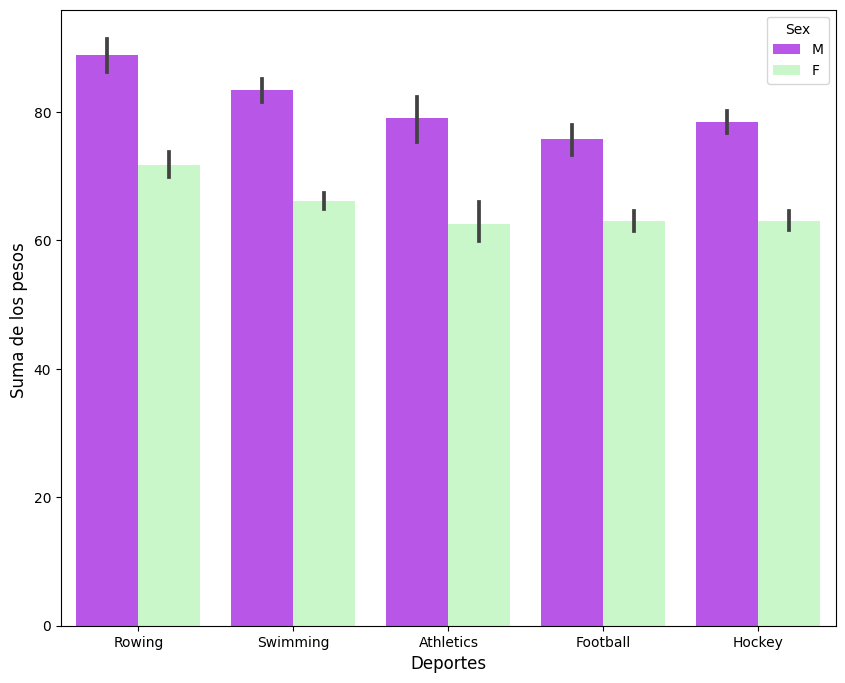 Sex
M
F
80
60
40
20
0
Suma de los pesos
Rowing
Swimming
Athletics
Football
Hockey
Deportes